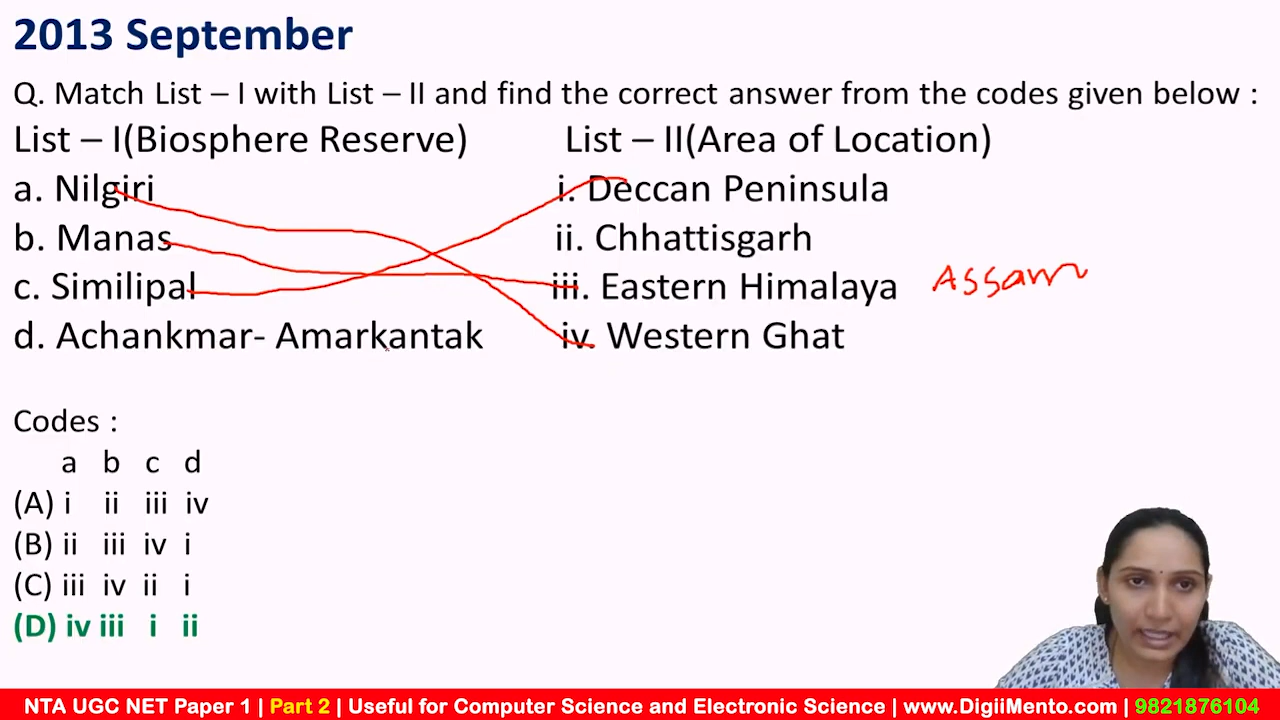 2013 September
Q. Match List – I with List – II and find the correct answer from the codes given below :
List – I(Biosphere Reserve) List – II(Area of Location)
a. Nilgiri i. Deccan Peninsula
b. Manas ii. Chhattisgarh
c. Similipal iii. Eastern Himalaya Assam
d. Achankmar- Amarkantak iv. Western Ghat
Codes :
a b c d
(A) i ii iii iv
(B) ii iii iv i
(C) iii iv ii i
(D) iv iii i ii
NTA UGC NET Paper 1 | Part 2 | Useful for Computer Science and Electronic Science | www.DigiiMento.com | 9821876104